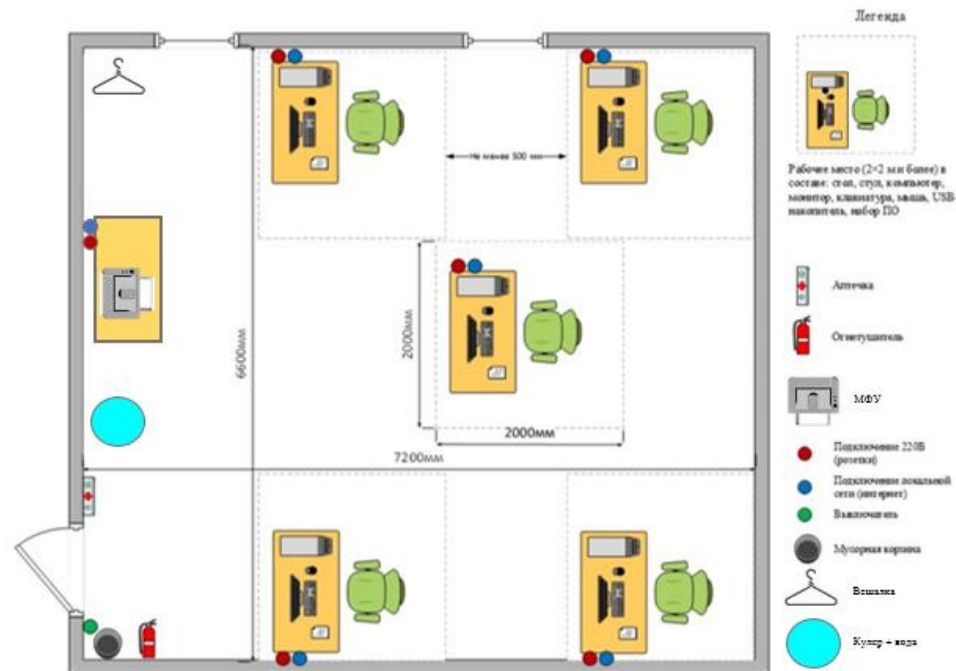 Легенда
Рабочее место (2×2 м и более) в
составе: стол, стул, компьютер,
монитор, клавиатура, мышь, USB-
накопитель, набор ПО
Не менее 500 мм
Аптечка
2000мм
6600мм
Огнетушитель
МФУ
2000мм
7200мм
Подключение 220В
(розетки)
Подключение локальной
сети (интернет)
Выключатель
Мусорная корзина
Вешалка
Кулер + вода